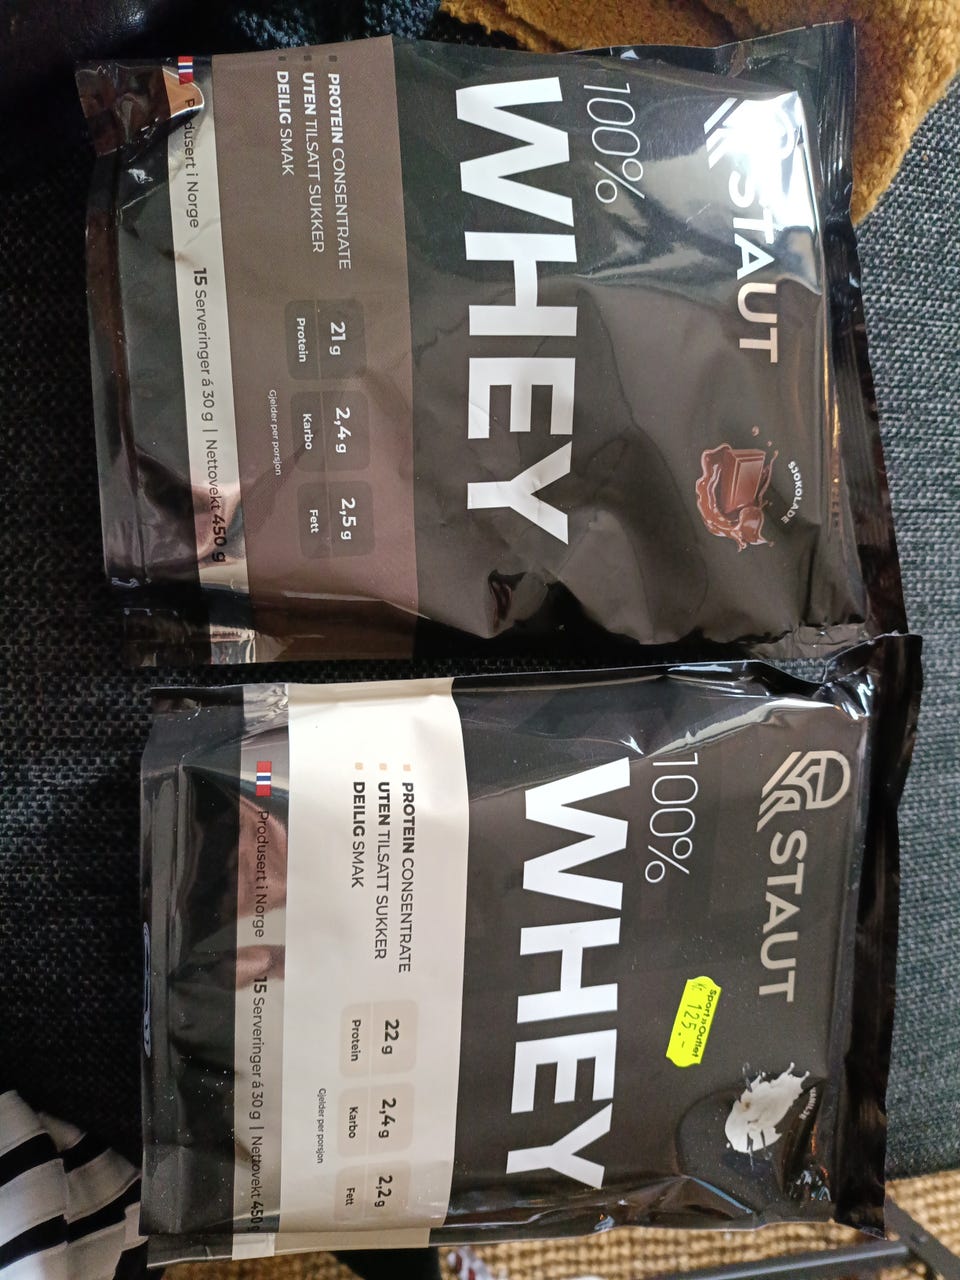 STAUT
SJOKOLADE
100%
WHEY
PROTEIN CONSENTRATE
UTEN TILSATT SUKKER
DEILIG SMAK
21 g
Protein
2,4 g
Karbo
2,5 g
Fett
Gjelder per porsjon
Produsert i Norge
15 Serveringer á 30 g | Nettovekt 450 g
STAUT
Sport Outlet
Kr. 125.-
100%
WHEY
PROTEIN CONSENTRATE
UTEN TILSATT SUKKER
DEILIG SMAK
22 g
Protein
2,4 g
Karbo
2,2 g
Fett
Gjelder per porsjon
Produsert i Norge
15 Serveringer á 30 g | Nettovekt 450 g